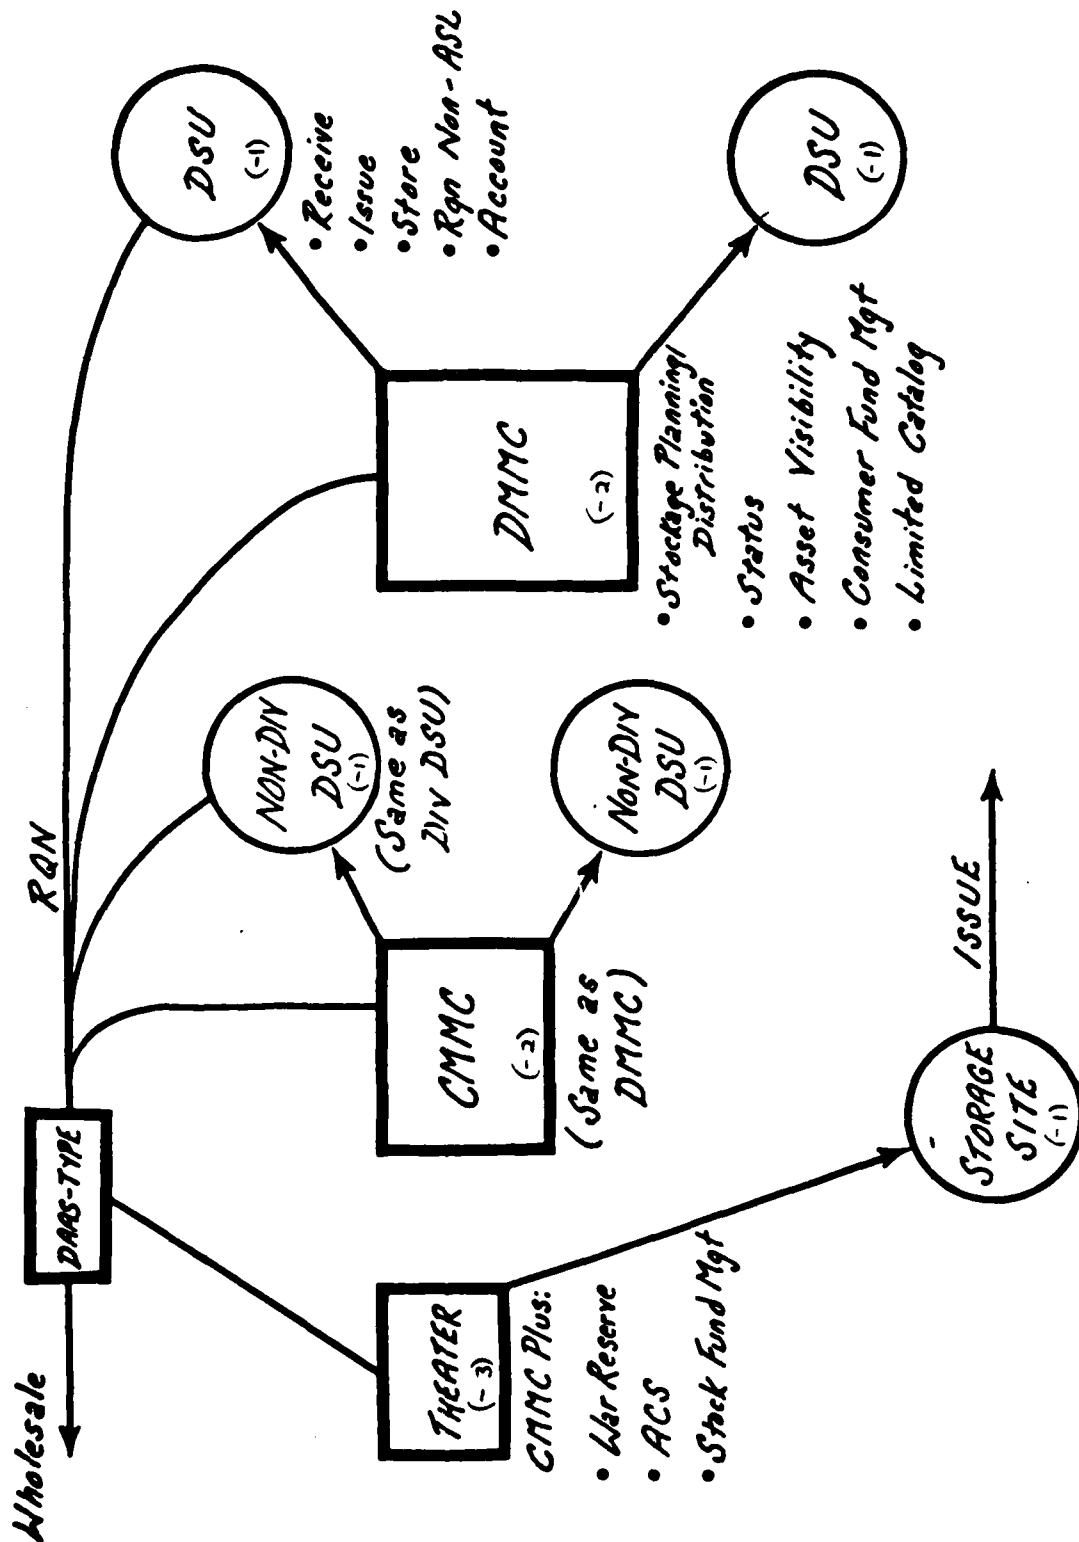 Wholesale
DAAS-TYPE
RQN
THEATER
(-3)
CMMC Plus:
• War Reserve
• ACS
• Stock Fund Mgt
CMMC
(-2)
(Same as
DMMC)
NON-DIV
DSU
(-1)
(Same as
DIV DSU)
NON-DIV
DSU
(-1)
DMMC
(-2)
• Stockage Planning/
Distribution
• Status
• Asset Visibility
• Consumer Fund Mgt
• Limited Catalog
DSU
(-1)
• Receive
• Issue
• Store
• Rqn Non-ASL
• Account
DSU
(-1)
STORAGE
SITE
(-1)
ISSUE